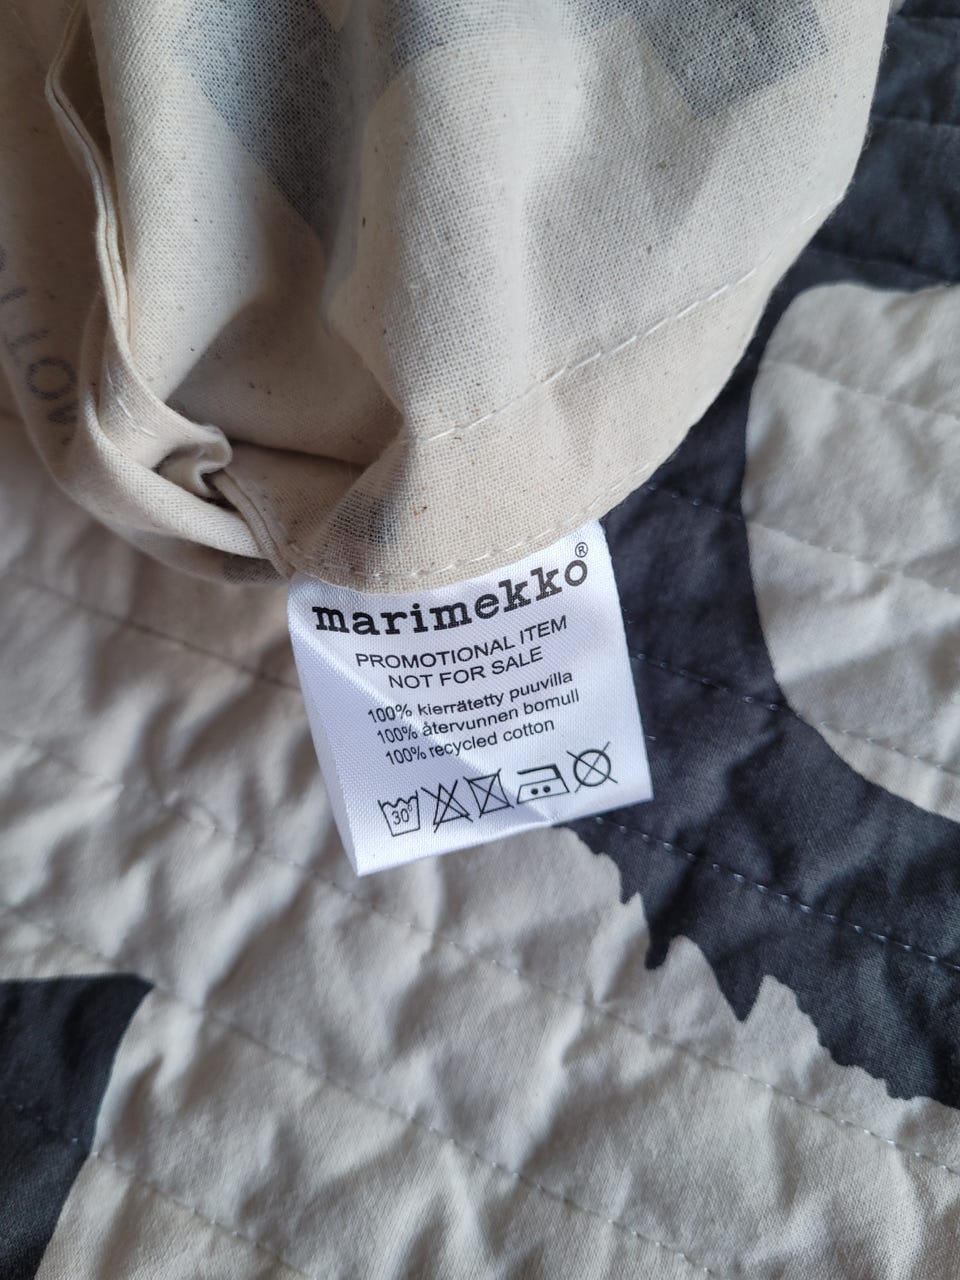 marimekko®
PROMOTIONAL ITEM
NOT FOR SALE
100% kierrätetty puuvilla
100% återvunnen bomull
100% recycled cotton
30°